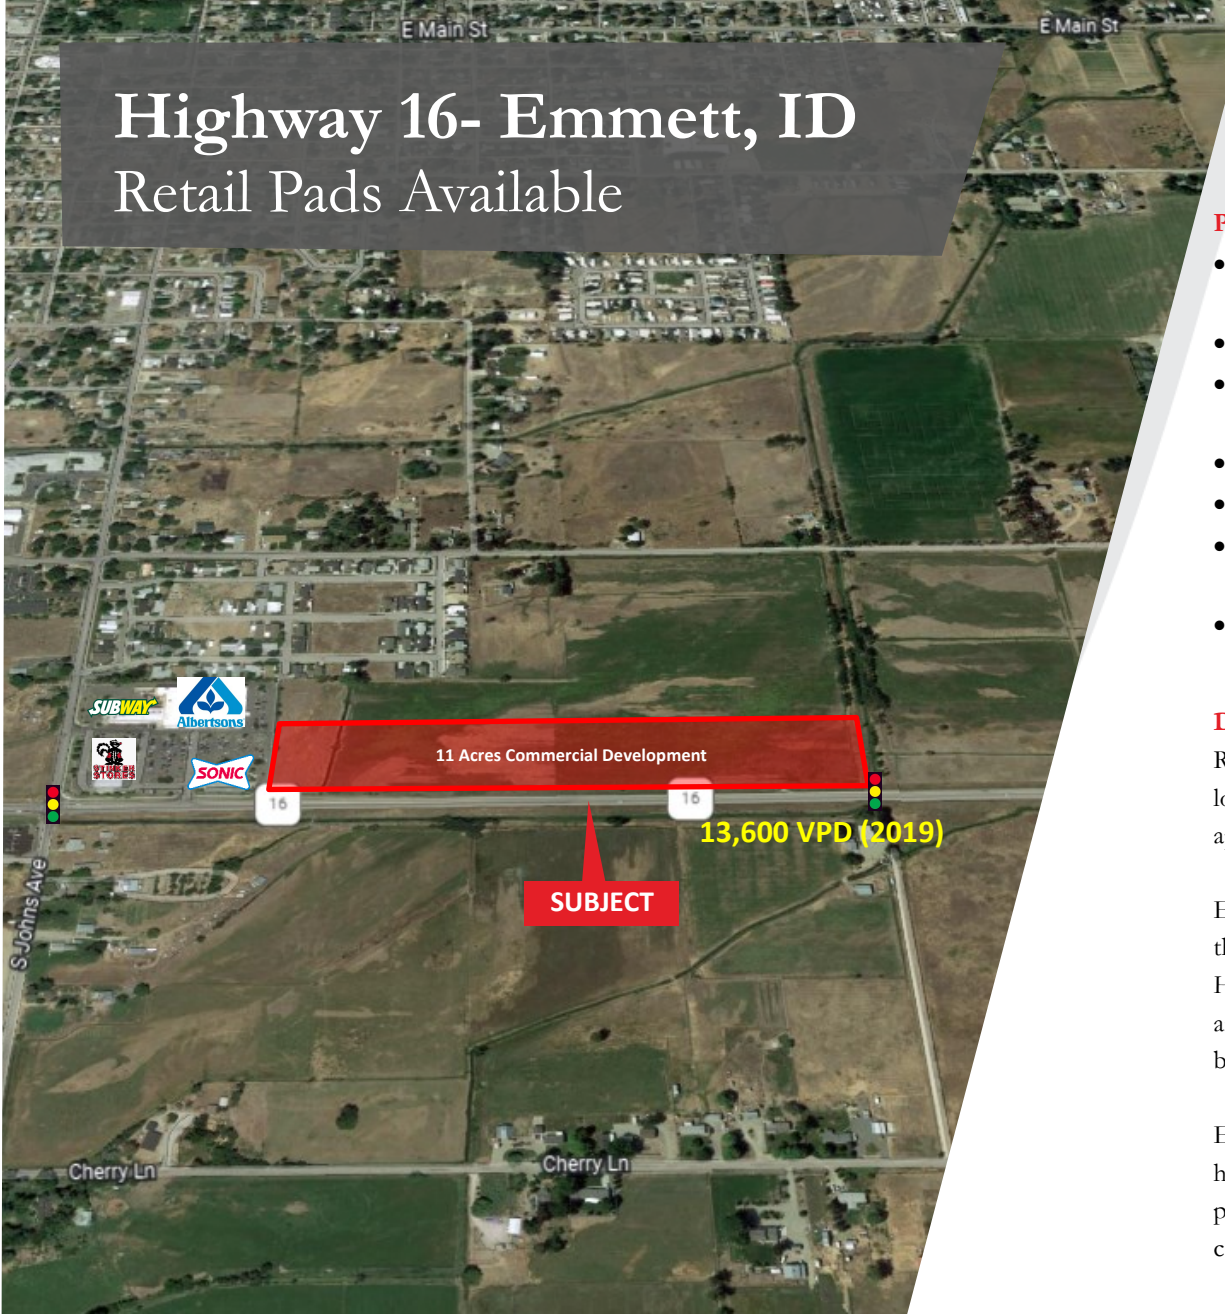 E Main St
E Main St
Highway 16- Emmett, ID
Retail Pads Available
SUBWAY
Albertsons
STORES
SONIC
11 Acres Commercial Development
16
16
13,600 VPD (2019)
SUBJECT
S Johns Ave
Cherry Ln
Cherry Ln